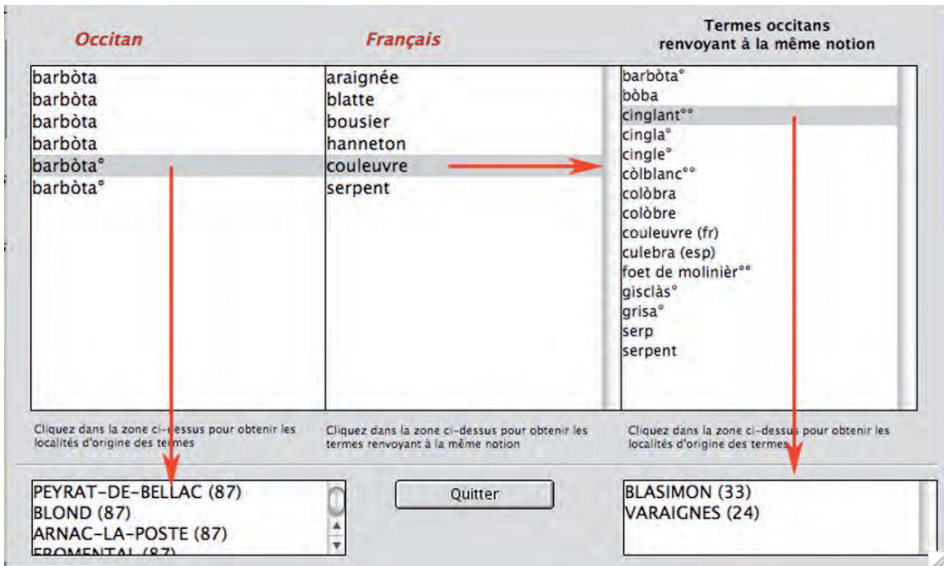 Occitan
Français
Termes occitans
renvoyant à la même notion
barbòta
barbòta
barbòta
barbòta
barbòta°
barbòta°
araignée
blatte
bousier
hanneton
couleuvre
serpent
barbòta°
bòba
cinglant°°
cingla°
cingle°
còlblanc°°
colòbra
colòbre
couleuvre (fr)
culebra (esp)
foet de molinièr°°
gisclàs°
grisa°
serp
serpent
Cliquez dans la zone ci-dessus pour obtenir les
localités d'origine des termes
Cliquez dans la zone ci-dessus pour obtenir les
termes renvoyant à la même notion
Cliquez dans la zone ci-dessus pour obtenir les
localités d'origine des termes
PEYRAT-DE-BELLAC (87)
BLOND (87)
ARNAC-LA-POSTE (87)
FROMENTAL (87)
Quitter
BLASIMON (33)
VARAIGNES (24)